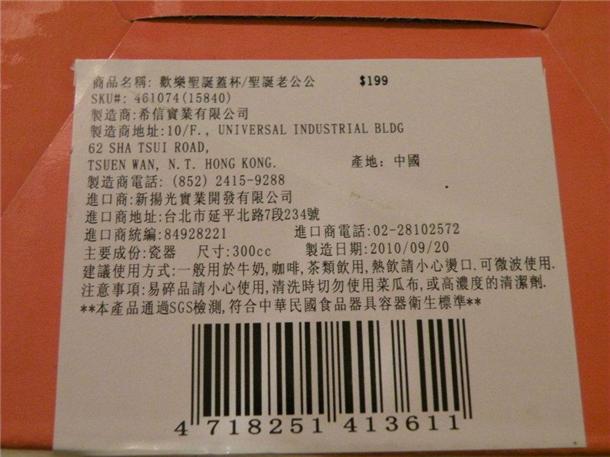 商品名稱: 歡樂聖誕蓋杯/聖誕老公公 $199
SKU#: 461074(15840)
製造商:希信實業有限公司
製造商地址:10/F., UNIVERSAL INDUSTRIAL BLDG
62 SHA TSUI ROAD,
TSUEN WAN, N.T. HONG KONG. 產地: 中國
製造商電話: (852) 2415-9288
進口商:新揚光實業開發有限公司
進口商地址:台北市延平北路7段234號
進口商統編:84928221 進口商電話:02-28102572
主要成份:瓷器 尺寸:300cc 製造日期:2010/09/20
建議使用方式:一般用於牛奶,咖啡,茶類飲用,熱飲請小心燙口.可微波使用.
注意事項:易碎品請小心使用,清洗時切勿使用菜瓜布,或高濃度的清潔劑.
**本產品通過SGS檢測,符合中華民國食品器具容器衛生標準**
4 718251 413611